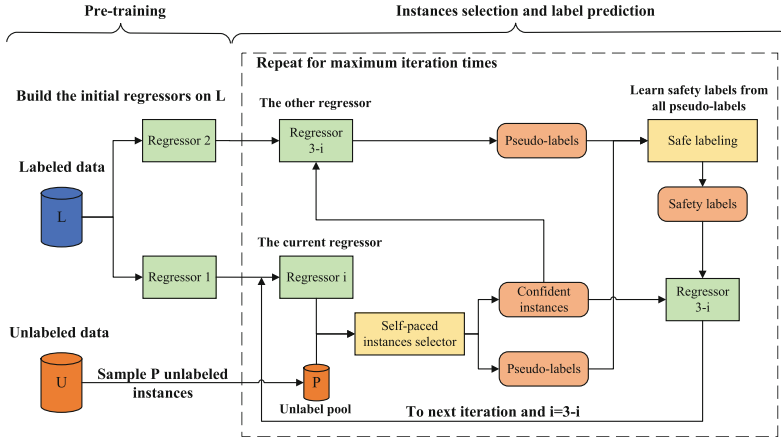 Pre-training
Instances selection and label prediction
Repeat for maximum iteration times
Build the initial regressors on L
The other regressor
Learn safety labels from
all pseudo-labels
Regressor 2
Regressor
3-i
Pseudo-labels
Safe labeling
Labeled data
L
Safety labels
The current regressor
Regressor 1
Regressor i
Confident
instances
Regressor
3-i
Self-paced
instances selector
Unlabeled data
U
Sample P unlabeled
instances
P
Pseudo-labels
Unlabel pool
To next iteration and i=3-i